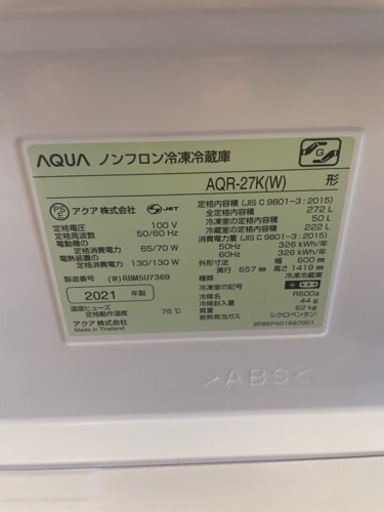 AQUA ノンフロン冷凍冷蔵庫
AQR-27K(W) 形
PSE アクア株式会社 S JET
定格電圧 100 V
定格周波数 50/60 Hz
電動機の
定格消費電力 65/70 W
電熱装置の
定格消費電力 130/130 W
製造番号 (W) RBM5U7369
2021 年製
温度ヒューズ
定格動作温度 76℃
アクア株式会社
Made in Thailand
定格内容積 (JIS C 9801-3:2015)
全定格内容積 272 L
冷凍室の定格内容積 50 L
冷蔵室の定格内容積 222 L
消費電力量 (JIS C 9801-3:2015)
50Hz 326 kWh/年
60Hz 326 kWh/年
外形寸法 幅 600 mm
奥行 657 mm 高さ 1419 mm
種類 冷凍冷蔵庫
冷凍室の記号
冷媒 R600a
冷媒封入量 44 g
質量 62 kg
断熱発泡ガス シクロペンタン
>ABS<